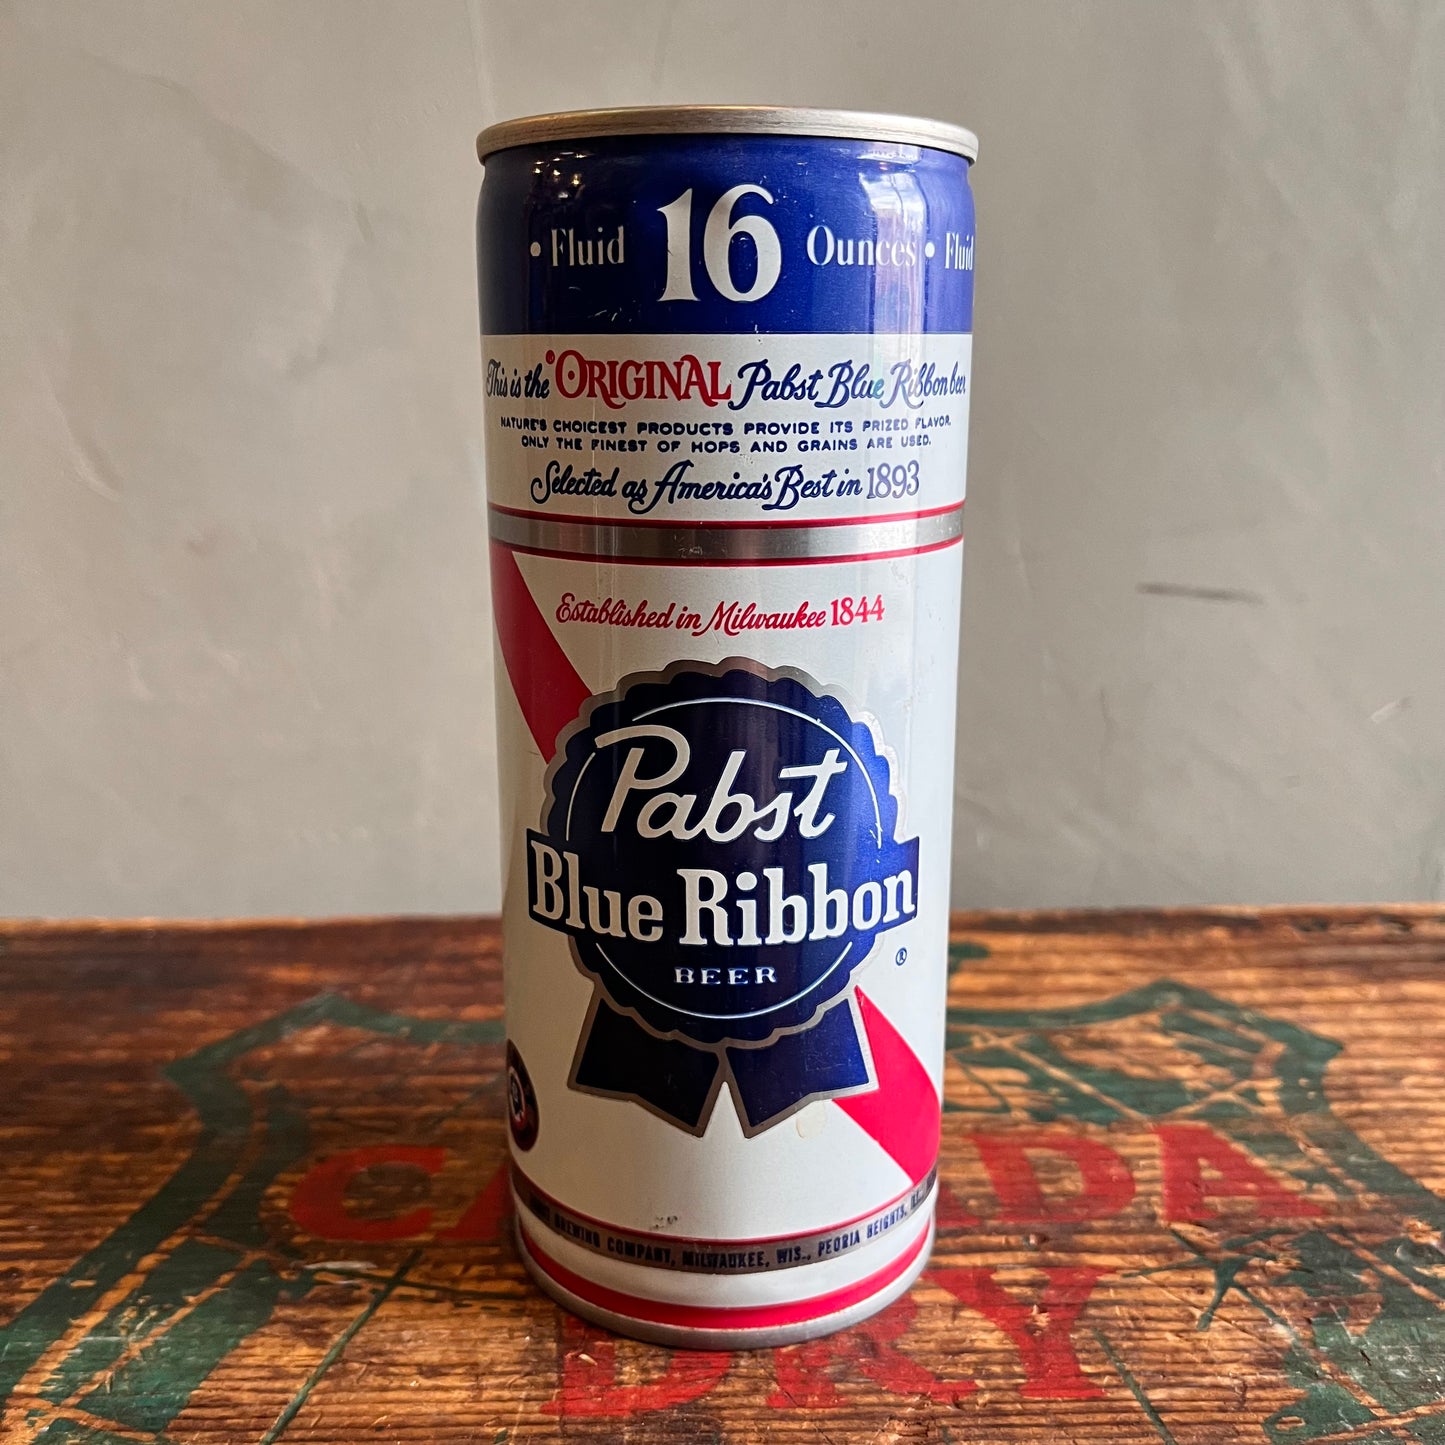 • Fluid 16 Ounces • Fluid
This is the ® ORIGINAL Pabst Blue Ribbon beer
NATURE'S CHOICEST PRODUCTS PROVIDE ITS PRIZED FLAVOR.
ONLY THE FINEST OF HOPS AND GRAINS ARE USED.
Selected as America's Best in 1893
Established in Milwaukee 1844
Pabst
Blue Ribbon
®
BEER
BREWING COMPANY, MILWAUKEE, WIS., PEORIA HEIGHTS,
DRY